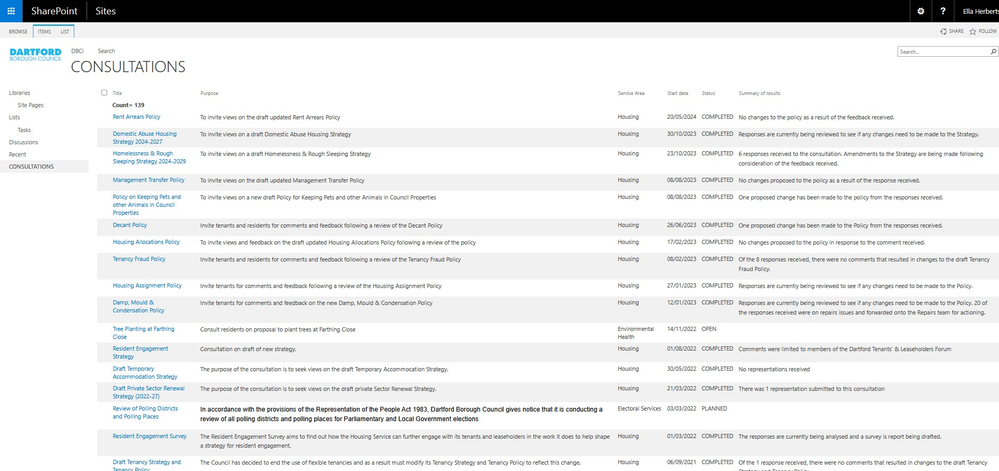 SharePoint Sites ? Ella Herberts
BROWSE ITEMS LIST SHARE FOLLOW
DARTFORD
BOROUGH COUNCIL
DBCi Search
Search...
CONSULTATIONS
Libraries
Site Pages
Lists
Tasks
Discussions
Recent
CONSULTATIONS
Title Purpose Service Area Start date Status Summary of results
Count= 139
Rent Arrears Policy To invite views on the draft updated Rent Arrears Policy Housing 20/05/2024 COMPLETED No changes to the policy as a result of the feedback received.
Domestic Abuse Housing To invite views on a draft Domestic Abuse Housing Strategy Housing 30/10/2023 COMPLETED Responses are currently being reviewed to see if any changes need to be made to the Strategy.
Strategy 2024-2027
Homelessness & Rough To invite views on a draft Homelessness & Rough Sleeping Strategy Housing 23/10/2023 COMPLETED 6 responses received to the consultation. Amendments to the Strategy are being made following
Sleeping Strategy 2024-2029 consideration of the feedback received.
Management Transfer Policy To invite views on the draft updated Management Transfer Policy Housing 08/08/2023 COMPLETED No changes proposed to the policy as a result of the response received.
Policy on Keeping Pets and To invite views on a new draft Policy for Keeping Pets and other Animals in Council Properties Housing 08/08/2023 COMPLETED One proposed change has been made to the policy from the responses received.
other Animals in Council
Properties
Decant Policy Invite tenants and residents for comments and feedback following a review of the Decant Policy Housing 26/06/2023 COMPLETED One proposed change has been made to the Policy from the responses received.
Housing Allocations Policy To invite views and feedback on the draft updated Housing Allocations Policy following a review of the policy Housing 17/02/2023 COMPLETED No changes proposed to the policy in response to the comment received.
Tenancy Fraud Policy Invite tenants and residents for comments and feedback following a review of the Tenancy Fraud Policy Housing 08/02/2023 COMPLETED Of the 8 responses received, there were no comments that resulted in changes to the draft Tenancy
Fraud Policy.
Housing Assignment Policy Invite tenants for comments and feedback following a review of the Housing Assignment Policy Housing 27/01/2023 COMPLETED Responses are currently being reviewed to see if any changes need to be made to the Policy.
Damp, Mould & Invite tenants for comments and feedback on the new Damp, Mould & Condensation Policy Housing 12/01/2023 COMPLETED Responses are currently being reviewed to see if any changes need to be made to the Policy. 20 of
Condensation Policy the responses received were on repairs issues and forwarded onto the Repairs team for actioning.
Tree Planting at Farthing Consult residents on proposal to plant trees at Farthing Close Environmental 14/11/2022 OPEN
Close Health
Resident Engagement Consultation on draft of new strategy. Housing 01/08/2022 COMPLETED Comments were limited to members of the Dartford Tenants' & Leaseholders Forum
Strategy
Draft Temporary The purpose of the consultation is to seek views on the draft Temporary Accommocation Strategy. Housing 30/05/2022 COMPLETED No representations received
Accommodation Strategy
Draft Private Sector Renewal The purpose of the consultation is to seek views on the draft private Sector Renewal Strategy. Housing 21/03/2022 COMPLETED There was 1 representation submitted to this consultation
Strategy (2022-27)
Review of Polling Districts In accordance with the provisions of the Representation of the People Act 1983, Dartford Borough Council gives notice that it is conducting a Electoral Services 03/03/2022 PLANNED
and Polling Places review of all polling districts and polling places for Parliamentary and Local Government elections
Resident Engagement Survey The Resident Engagement Survey aims to find out how the Housing Service can further engage with its tenants and leaseholders in the work it does to help shape Housing 01/03/2022 COMPLETED The responses are currently being analysed and a survey is report being drafted.
a strategy for resident engagement.
Draft Tenancy Strategy and The Council has decided to end the use of flexible tenancies and as a result must modify its Tenancy Strategy and Tenancy Policy to reflect this change. Housing 06/09/2021 COMPLETED Of the 1 response received, there were no comments that resulted in changes to the draft Tenancy
Tenancy Policy